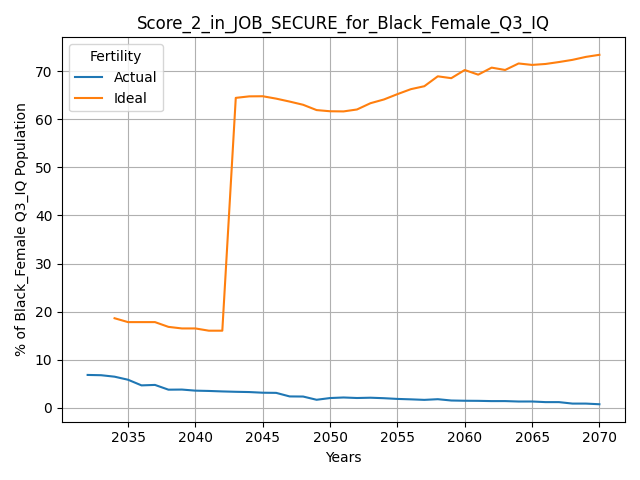 Score_2_in_JOB_SECURE_for_Black_Female_Q3_IQ
Fertility
Actual
Ideal
% of Black_Female Q3_IQ Population
70
60
50
40
30
20
10
0
2035 2040 2045 2050 2055 2060 2065 2070
Years